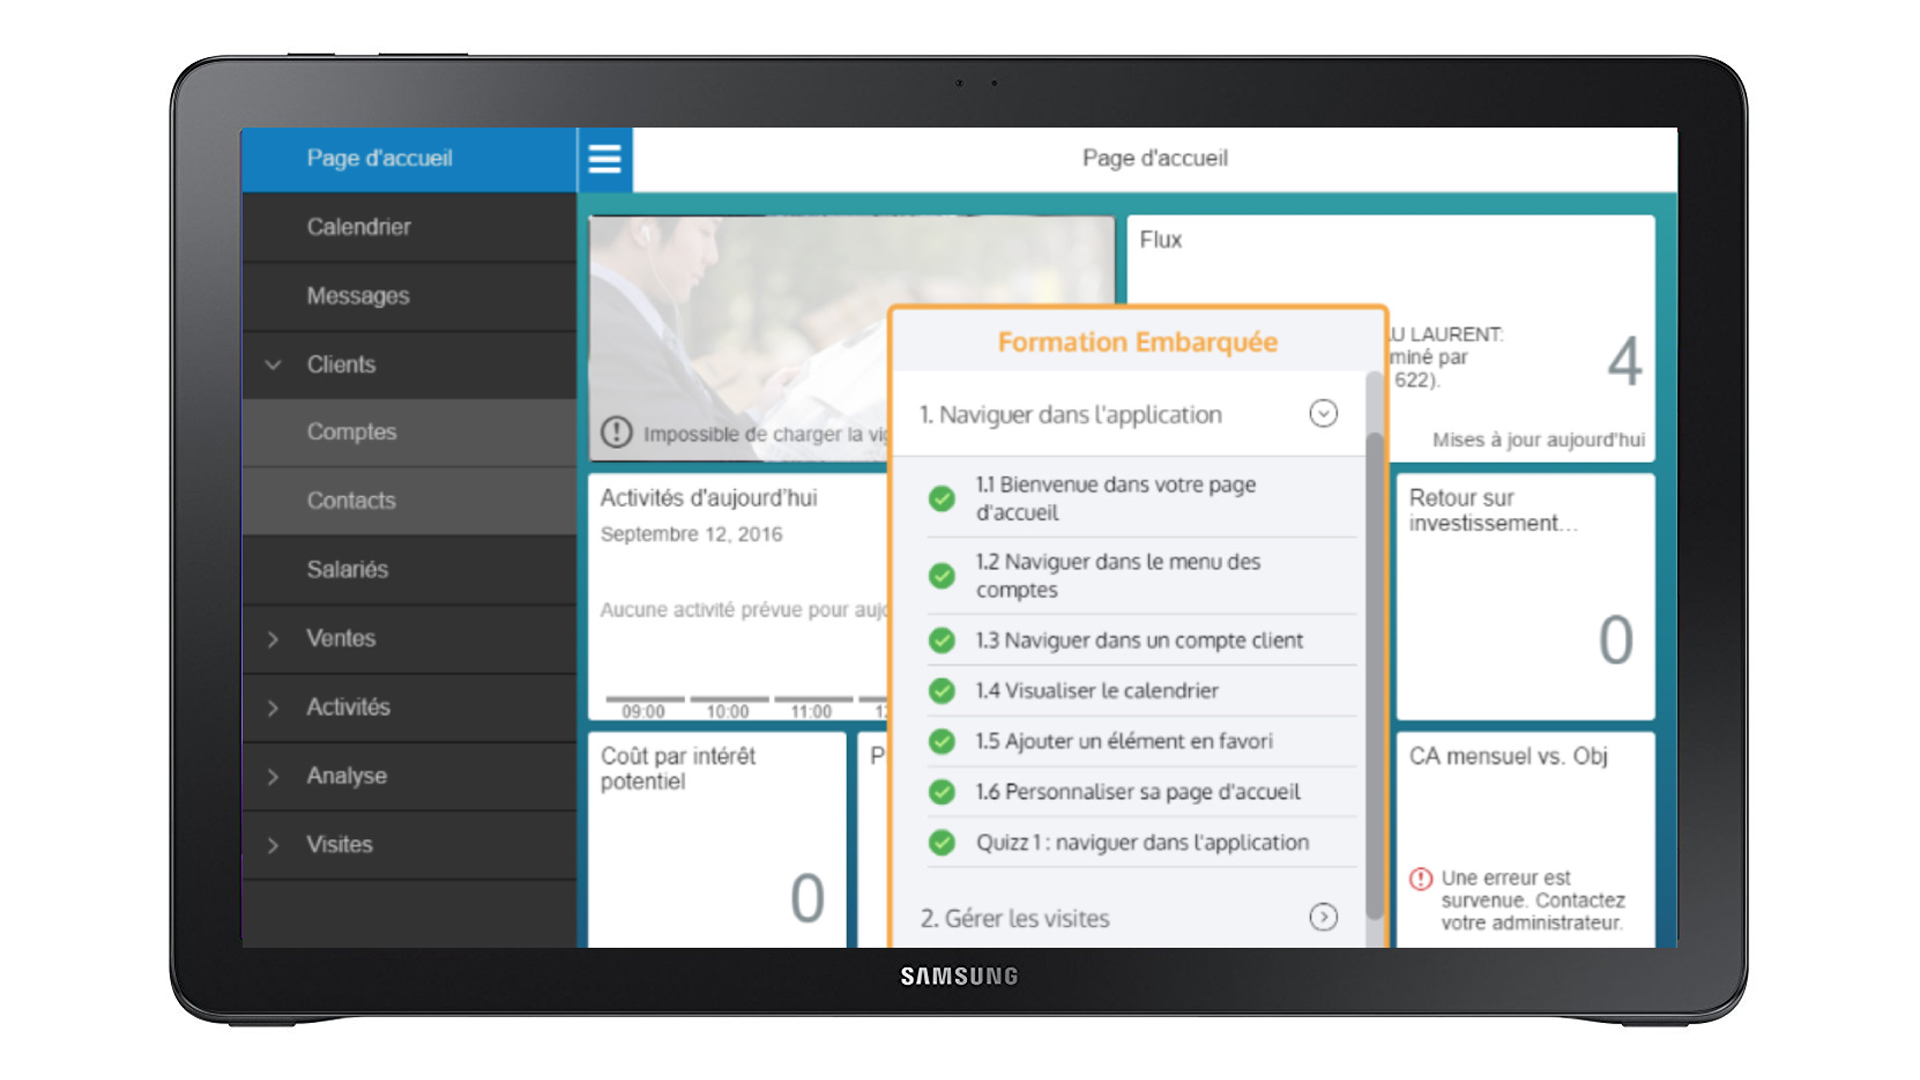 Page d'accueil
Page d'accueil
Calendrier
Messages
Clients
Comptes
Contacts
Salariés
Ventes
Activités
Analyse
Visites
Impossible de charger la
Flux
LAURENT:
par
622).
4
Mises à jour aujourd'hui
Activités d'aujourd'hui
Septembre 12, 2016
Aucune activité prévue pour
09:00 10:00 11:00
Retour sur
investissement...
0
Coût par intérêt
potentiel
0
P
CA mensuel vs. Obj
Une erreur est
survenue. Contactez
votre administrateur.
Formation Embarquée
1. Naviguer dans l'application
1.1 Bienvenue dans votre page
d'accueil
1.2 Naviguer dans le menu des
comptes
1.3 Naviguer dans un compte client
1.4 Visualiser le calendrier
1.5 Ajouter un élément en favori
1.6 Personnaliser sa page d'accueil
Quizz 1 : naviguer dans l'application
2. Gérer les visites
SAMSUNG